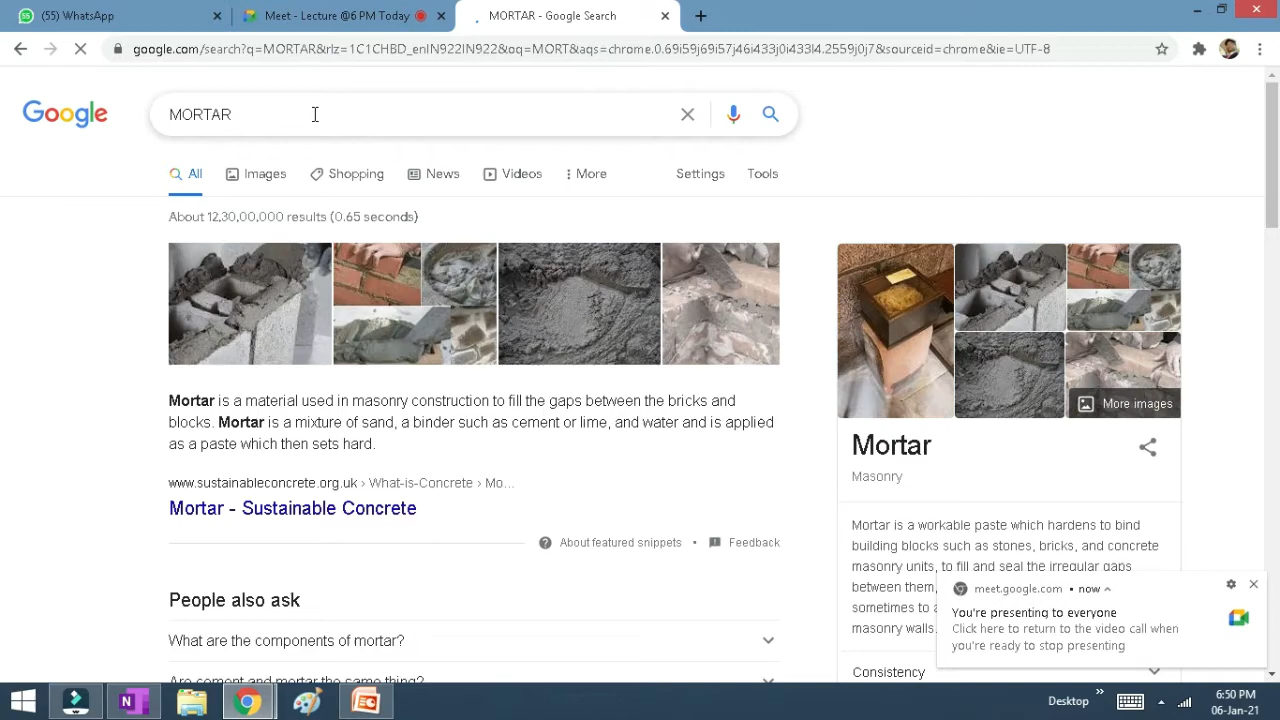 (55) WhatsApp
Meet - Lecture @6 PM Today
MORTAR - Google Search
google.com/search?q=MORTAR&rlz=1C1CHBD_enIN922IN922&oq=MORT&aqs=chrome.0.69i59j69i57j46i433j0i433l4.2559j0j7&sourceid=chrome&ie=UTF-8
Google
MORTAR
All Images Shopping News Videos More Settings Tools
About 12,30,00,000 results (0.65 seconds)
Mortar is a material used in masonry construction to fill the gaps between the bricks and
blocks. Mortar is a mixture of sand, a binder such as cement or lime, and water and is applied
as a paste which then sets hard.
www.sustainableconcrete.org.uk › What-is-Concrete › Mo...
Mortar - Sustainable Concrete
About featured snippets • Feedback
People also ask
What are the components of mortar?
Are cement and mortar the same thing?
More images
Mortar
Masonry
Mortar is a workable paste which hardens to bind
building blocks such as stones, bricks, and concrete
masonry units, to fill and seal the irregular gaps
between them,
sometimes to a
masonry walls.
Consistency
meet.google.com • now
You're presenting to everyone
Click here to return to the video call when
you're ready to stop presenting
Desktop
6:50 PM
06-Jan-21